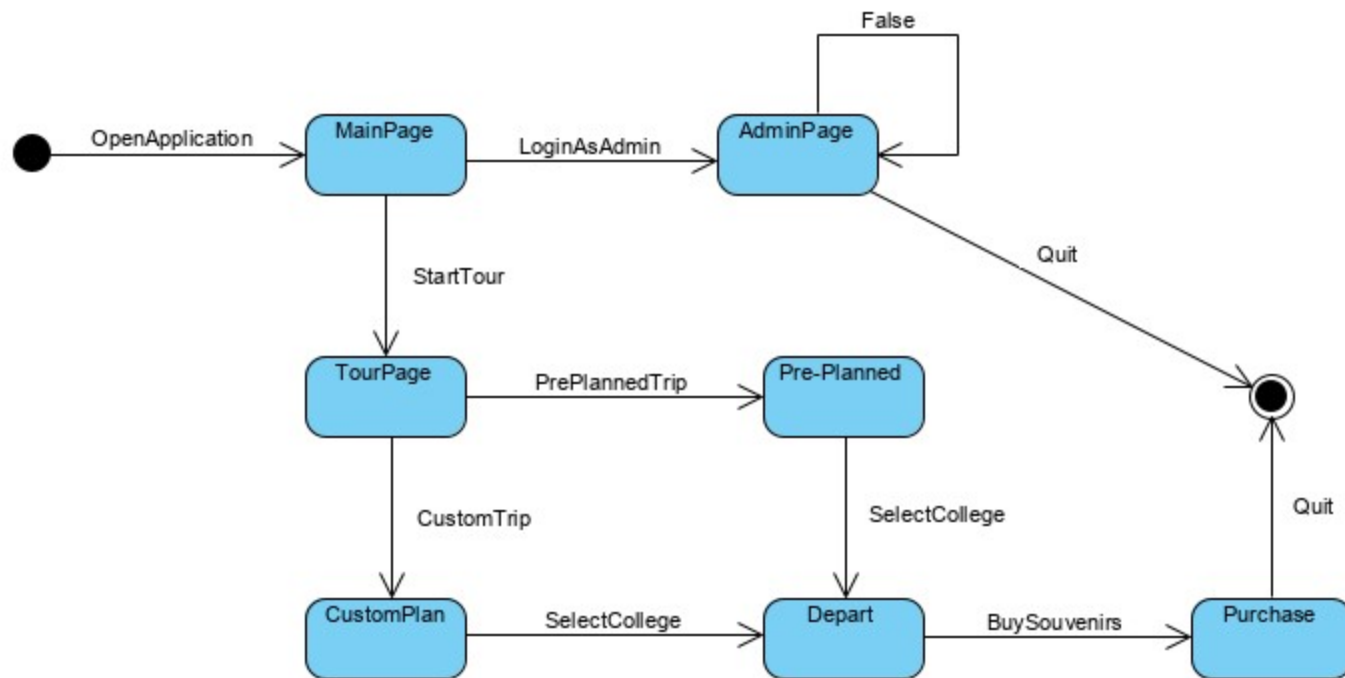 False
MainPage
AdminPage
OpenApplication
LoginAsAdmin
Quit
StartTour
TourPage
PrePlannedTrip
Pre-Planned
CustomTrip
SelectCollege
Quit
CustomPlan
SelectCollege
Depart
BuySouvenirs
Purchase